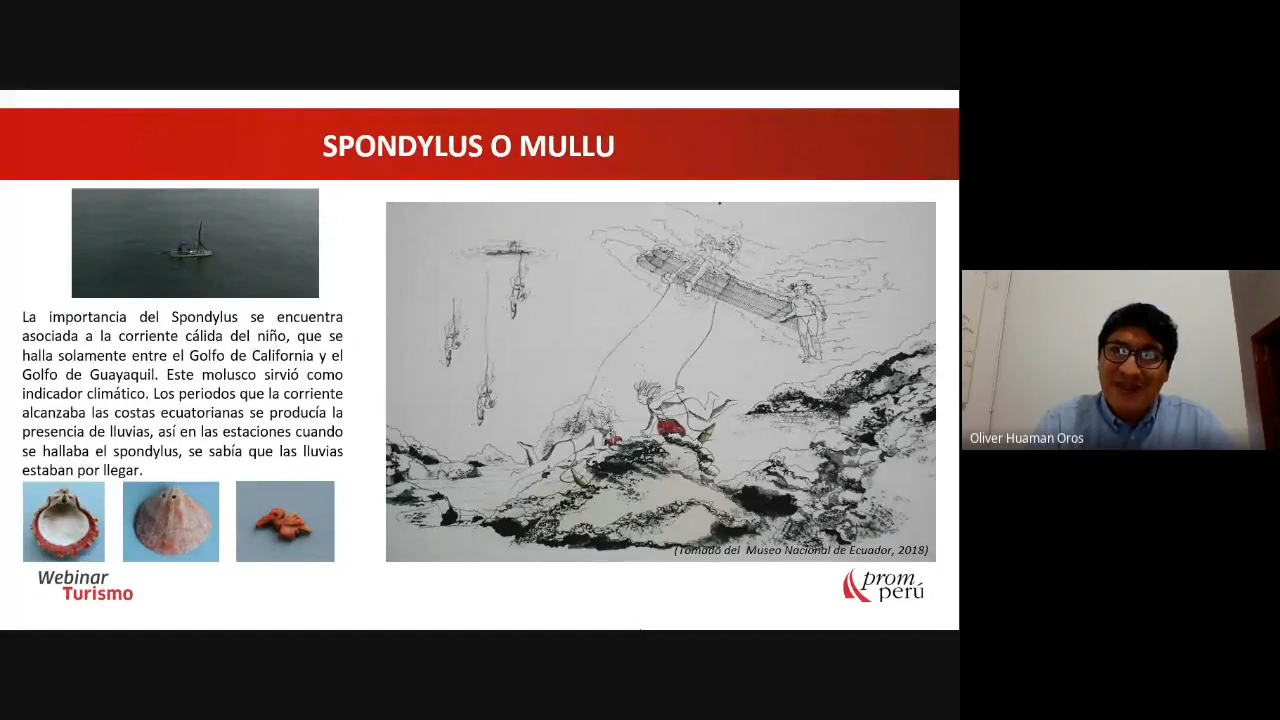 SPONDYLUS O MULLU
La importancia del Spondylus se encuentra
asociada a la corriente cálida del niño, que se
halla solamente entre el Golfo de California y el
Golfo de Guayaquil. Este molusco sirvió como
indicador climático. Los periodos que la corriente
alcanzaba las costas ecuatorianas se producía la
presencia de lluvias, así en las estaciones cuando
se hallaba el spondylus, se sabía que las lluvias
estaban por llegar.
(Tomado del Museo Nacional de Ecuador, 2018)
Webinar
Turismo
prom
perú
Oliver Huaman Oros